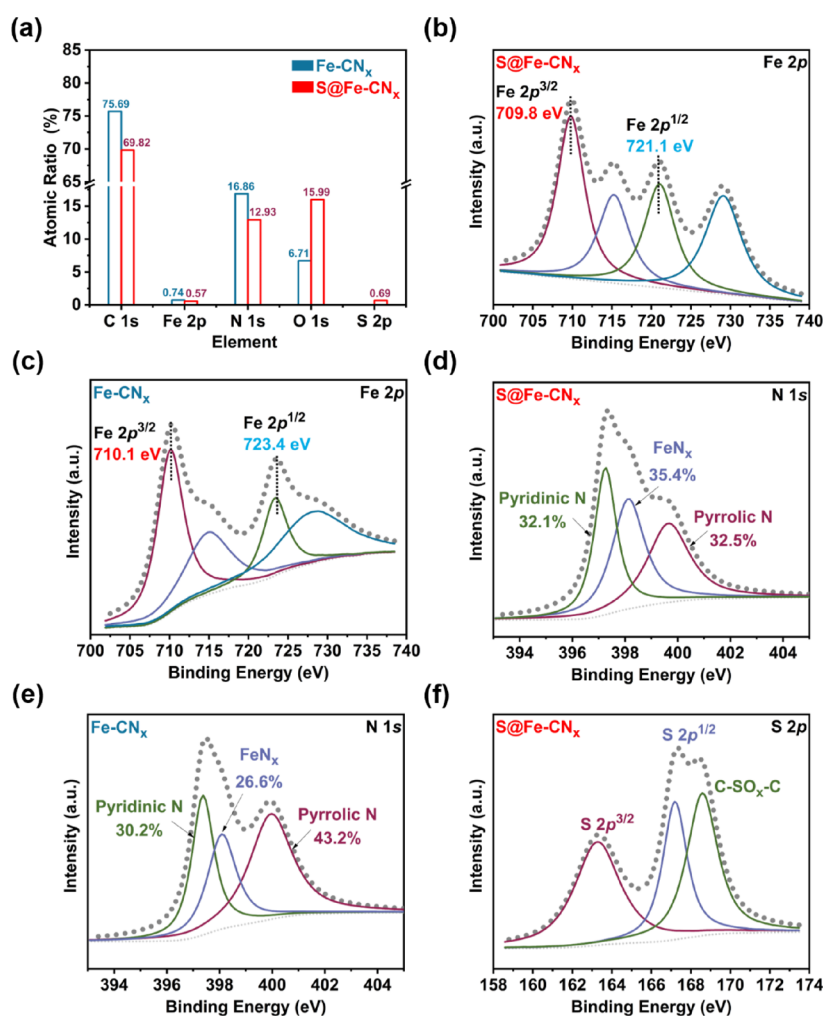 (a)
Fe-CNx
S@Fe-CNx
Atomic Ratio (%)
85
80
75
70
65
15
10
5
0
75.69
69.82
0.74
0.57
16.86
12.93
6.71
15.99
0.69
C 1s Fe 2p N 1s O 1s S 2p
Element
(b)
S@Fe-CNx
Fe 2p
Fe 2p3/2
709.8 eV
Fe 2p1/2
721.1 eV
Intensity (a.u.)
700 705 710 715 720 725 730 735 740
Binding Energy (eV)
(c)
Fe-CNx
Fe 2p
Fe 2p3/2
710.1 eV
Fe 2p1/2
723.4 eV
Intensity (a.u.)
700 705 710 715 720 725 730 735 740
Binding Energy (eV)
(d)
S@Fe-CNx
N 1s
FeNx
35.4%
Pyridinic N
32.1%
Pyrrolic N
32.5%
Intensity (a.u.)
394 396 398 400 402 404
Binding Energy (eV)
(e)
Fe-CNx
N 1s
FeNx
26.6%
Pyridinic N
30.2%
Pyrrolic N
43.2%
Intensity (a.u.)
394 396 398 400 402 404
Binding Energy (eV)
(f)
S@Fe-CNx
S 2p
S 2p1/2
C-SOx-C
S 2p3/2
Intensity (a.u.)
158 160 162 164 166 168 170 172 174
Binding Energy (eV)